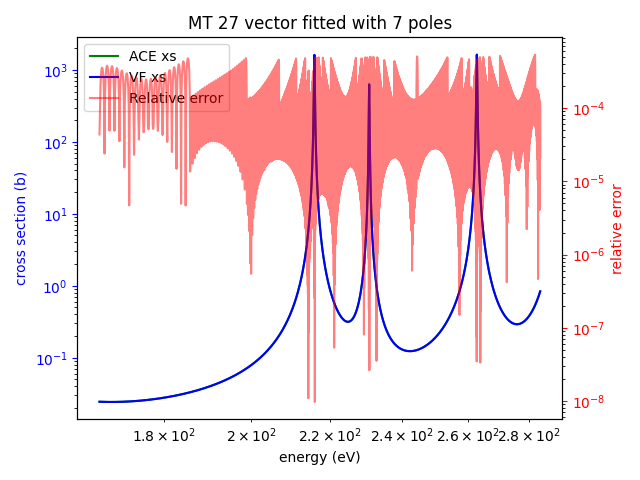 MT 27 vector fitted with 7 poles
ACE xs
VF xs
Relative error
cross section (b)
10³
10²
10¹
10⁰
10⁻¹
relative error
10⁻⁴
10⁻⁵
10⁻⁶
10⁻⁷
10⁻⁸
1.8 × 10² 2 × 10² 2.2 × 10² 2.4 × 10² 2.6 × 10² 2.8 × 10²
energy (eV)